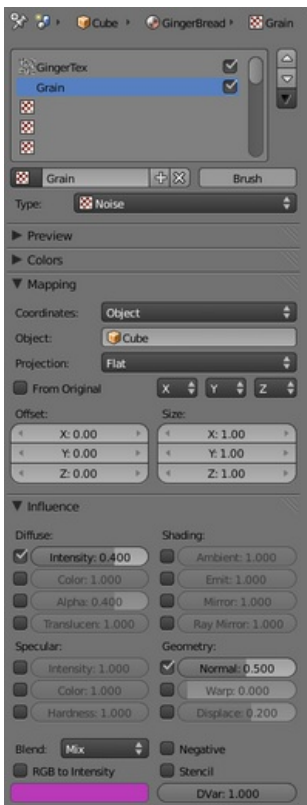 Cube GingerBread Grain
GingerTex
Grain
Grain Brush
Type: Noise
Preview
Colors
Mapping
Coordinates: Object
Object: Cube
Projection: Flat
From Original X Y Z
Offset: Size:
X: 0.00 X: 1.00
Y: 0.00 Y: 1.00
Z: 0.00 Z: 1.00
Influence
Diffuse: Shading:
Intensity: 0.400 Ambient: 1.000
Color: 1.000 Emit: 1.000
Alpha: 0.400 Mirror: 1.000
Translucen: 1.000 Ray Mirror: 1.000
Specular: Geometry:
Intensity: 1.000 Normal: 0.500
Color: 1.000 Warp: 0.000
Hardness: 1.000 Displace: 0.200
Blend: Mix Negative
RGB to Intensity Stencil
DVar: 1.000